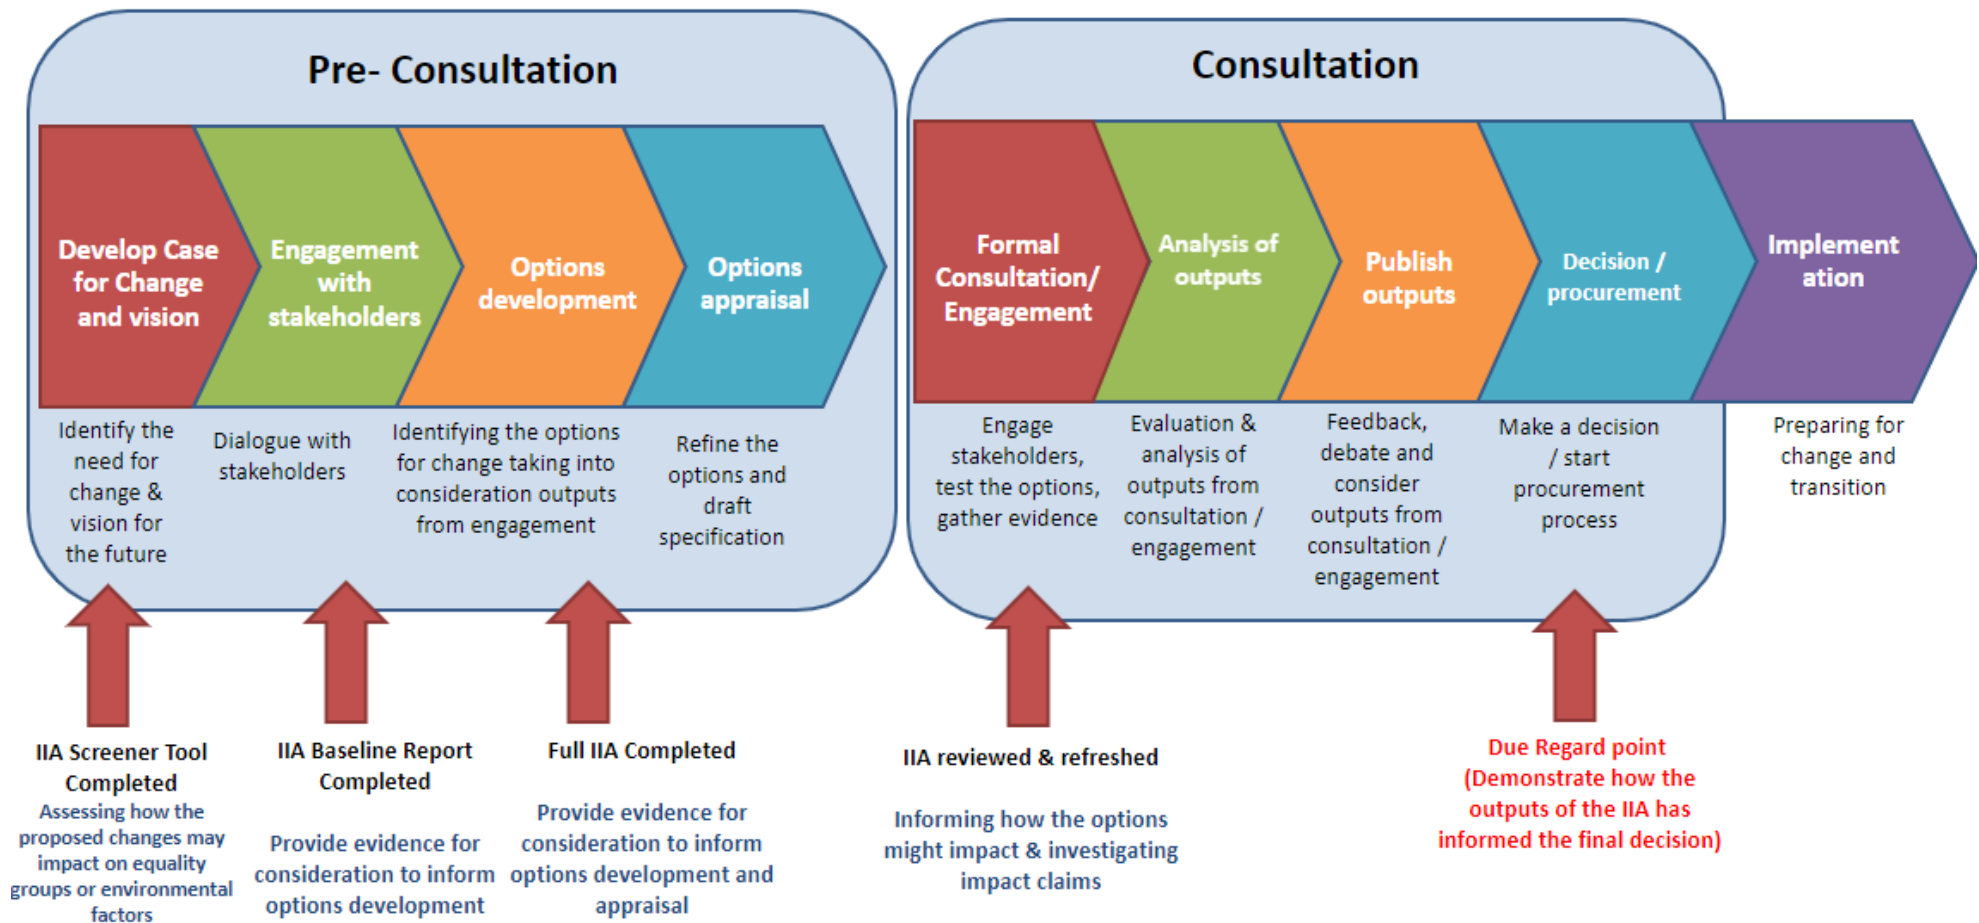 Pre- Consultation
Consultation
Develop Case
for Change
and vision
Engagement
with
stakeholders
Options
development
Options
appraisal
Formal
Consultation/
Engagement
Analysis of
outputs
Publish
outputs
Decision /
procurement
Implement
ation
Identify the
need for
change &
vision for
the future
Dialogue with
stakeholders
Identifying the options
for change taking into
consideration outputs
from engagement
Refine the
options and
draft
specification
Engage
stakeholders,
test the options,
gather evidence
Evaluation &
analysis of
outputs from
consultation /
engagement
Feedback,
debate and
consider
outputs from
consultation /
engagement
Make a decision
/ start
procurement
process
Preparing for
change and
transition
IIA Screener Tool
Completed
Assessing how the
proposed changes may
impact on equality
groups or environmental
factors
IIA Baseline Report
Completed
Provide evidence for
consideration to inform
options development
Full IIA Completed
Provide evidence for
consideration to inform
options development and
appraisal
IIA reviewed & refreshed
Informing how the options
might impact & investigating
impact claims
Due Regard point
(Demonstrate how the
outputs of the IIA has
informed the final decision)